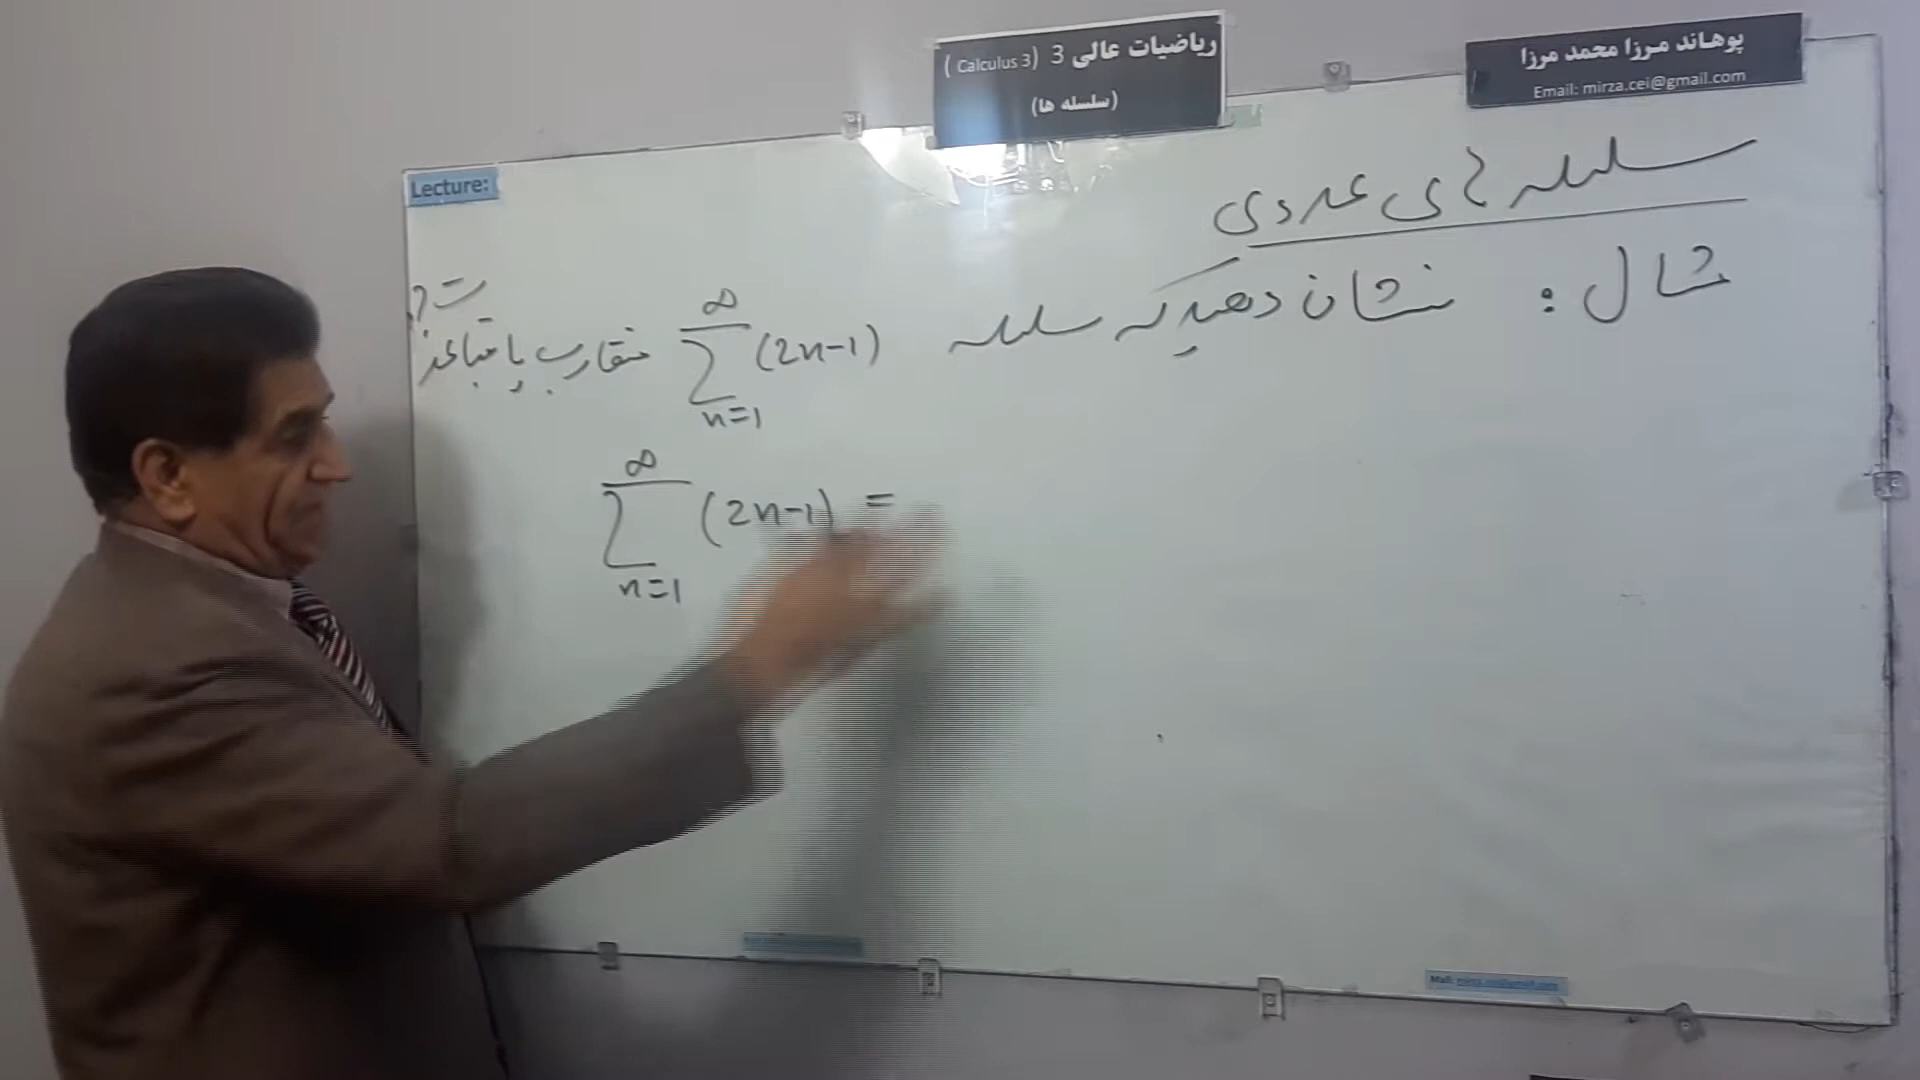 ریاضیات عالی 3 (Calculus 3)
(سلسله ها)
پوهاند مرزا محمد مرزا
Email: mirza.cei@gmail.com
Lecture:
سلسله های عددی
مثال : نشان دهید که سلسله ∞∑n=1 (2n-1) متقارب یا متباعد است؟
∞∑n=1 (2n-1) =